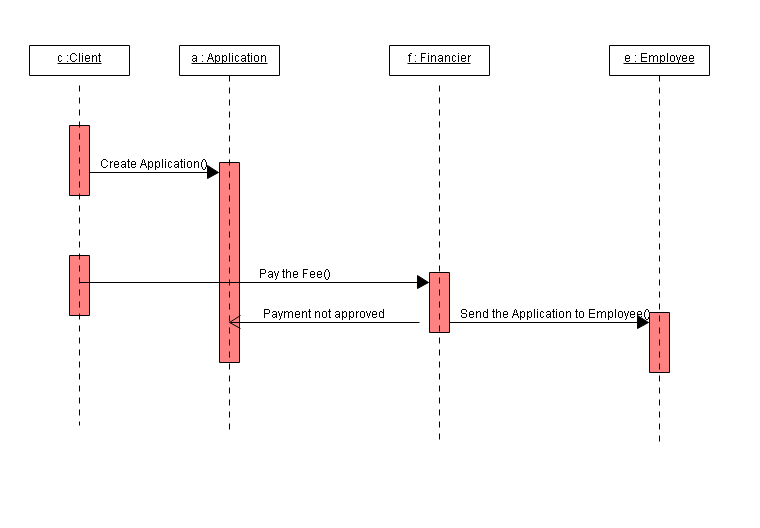 c :Client
a : Application
f : Financier
e : Employee
Create Application()
Pay the Fee()
Payment not approved
Send the Application to Employee()